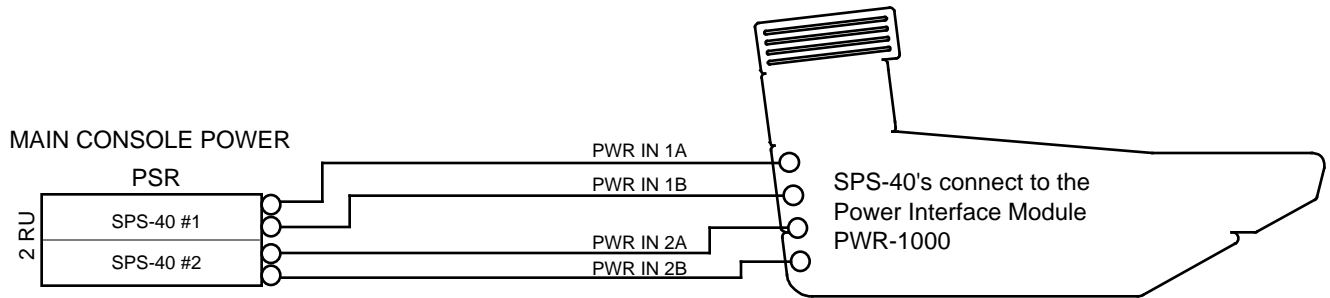 MAIN CONSOLE POWER
PSR
2 RU
SPS-40 #1
SPS-40 #2
PWR IN 1A
PWR IN 1B
PWR IN 2A
PWR IN 2B
SPS-40's connect to the
Power Interface Module
PWR-1000